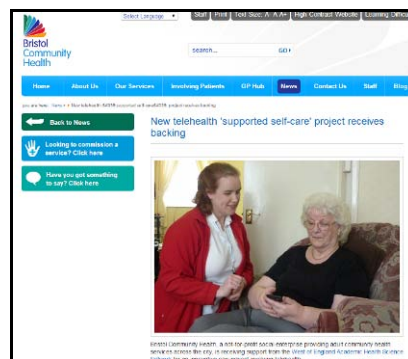 Select Language
Staff | Print | Text Size: A- A A+ | High Contrast Website | Learning
Bristol
Community
Health
search...
GO
Home
About Us
Our Services
Involving Patients
GP Hub
News
Contact Us
Staff
Blog
Back to News
Looking to commission a
service? Click here
Have you got something
to say? Click here
New telehealth 'supported self-care' project receives
backing
Bristol Community Health, a not-for-profit social enterprise providing adult community health
services across the city, is receiving support from the West of England Academic Health Science